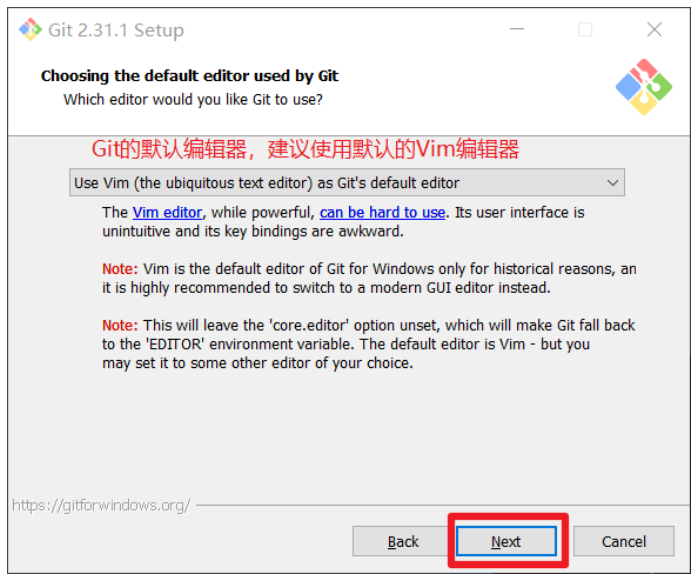 Git 2.31.1 Setup
Choosing the default editor used by Git
Which editor would you like Git to use?
Git的默认编辑器，建议使用默认的Vim编辑器
Use Vim (the ubiquitous text editor) as Git's default editor
The Vim editor, while powerful, can be hard to use. Its user interface is
unintuitive and its key bindings are awkward.
Note: Vim is the default editor of Git for Windows only for historical reasons, an
it is highly recommended to switch to a modern GUI editor instead.
Note: This will leave the 'core.editor' option unset, which will make Git fall back
to the 'EDITOR' environment variable. The default editor is Vim - but you
may set it to some other editor of your choice.
https://gitforwindows.org/
Back
Next
Cancel